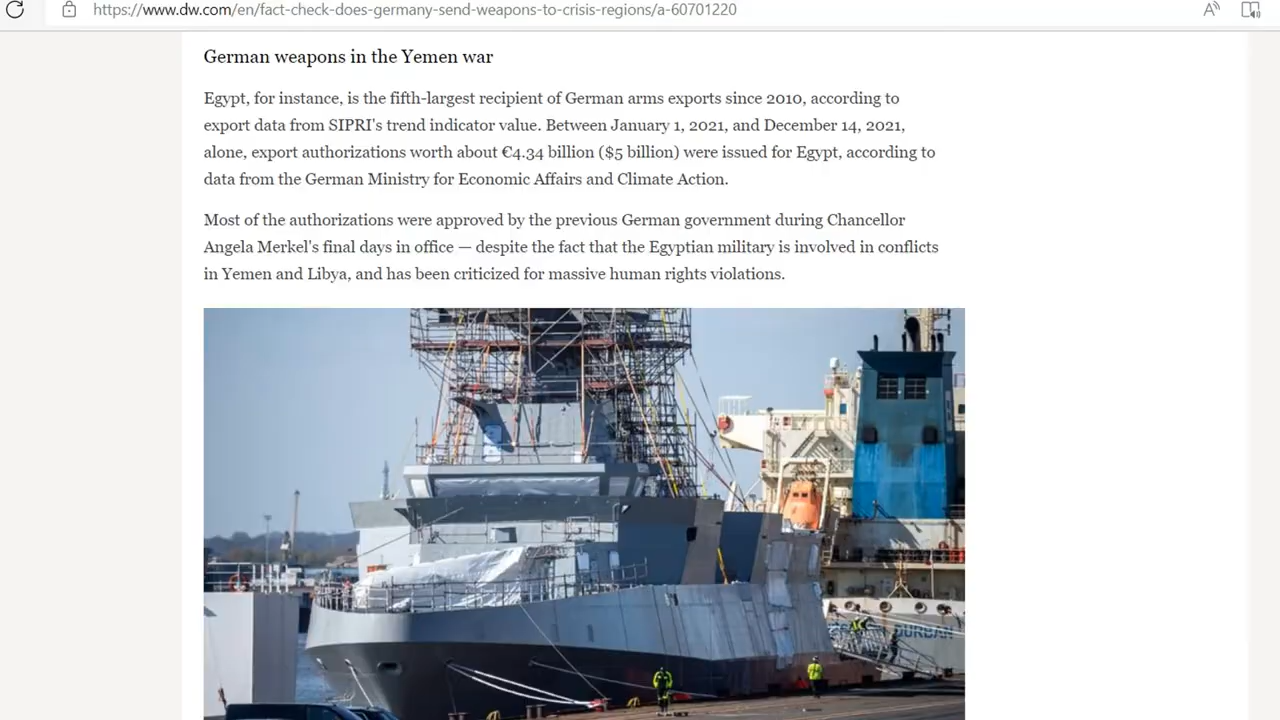 https://www.dw.com/en/fact-check-does-germany-send-weapons-to-crisis-regions/a-60701220
German weapons in the Yemen war
Egypt, for instance, is the fifth-largest recipient of German arms exports since 2010, according to
export data from SIPRI's trend indicator value. Between January 1, 2021, and December 14, 2021,
alone, export authorizations worth about €4.34 billion ($5 billion) were issued for Egypt, according to
data from the German Ministry for Economic Affairs and Climate Action.
Most of the authorizations were approved by the previous German government during Chancellor
Angela Merkel's final days in office — despite the fact that the Egyptian military is involved in conflicts
in Yemen and Libya, and has been criticized for massive human rights violations.
DURBAN